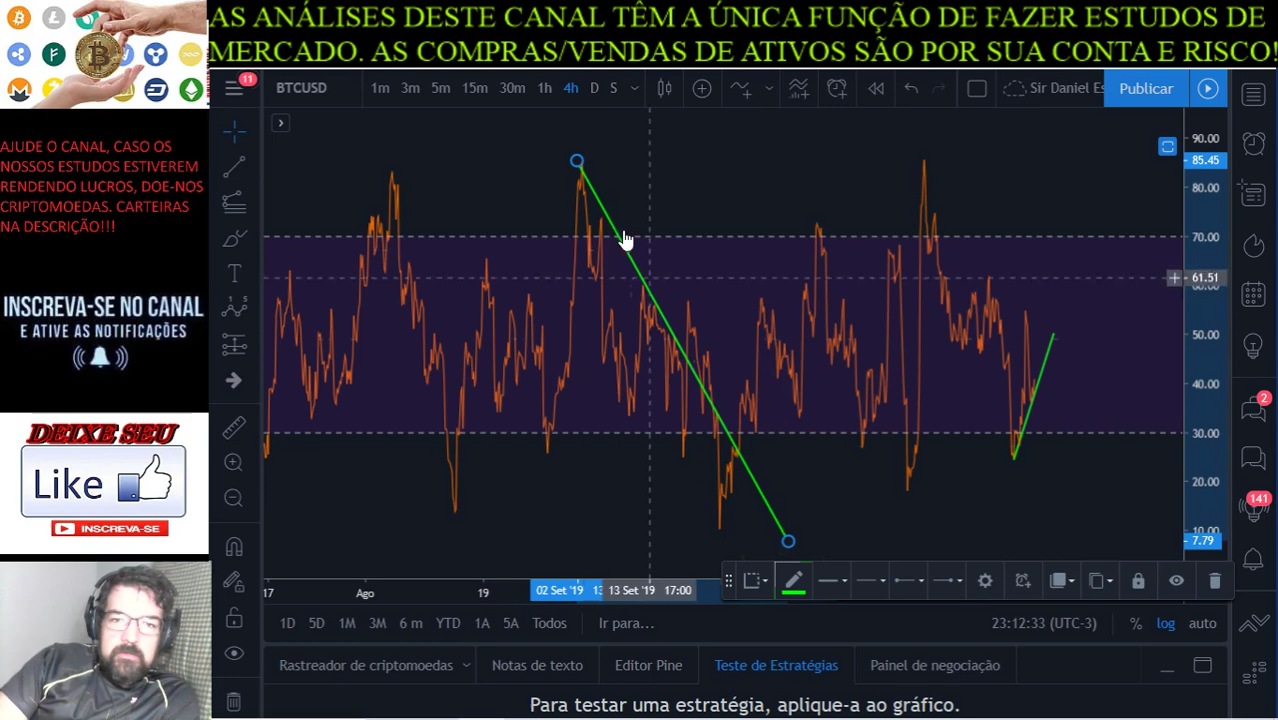 AS ANÁLISES DESTE CANAL TÊM A ÚNICA FUNÇÃO DE FAZER ESTUDOS DE
MERCADO. AS COMPRAS/VENDAS DE ATIVOS SÃO POR SUA CONTA E RISCO!
AJUDE O CANAL, CASO OS
NOSSOS ESTUDOS ESTIVEREM
RENDENDO LUCROS, DOE-NOS
CRIPTOMOEDAS. CARTEIRAS
NA DESCRIÇÃO!!!
INSCREVA-SE NO CANAL
E ATIVE AS NOTIFICAÇÕES
DEIXE SEU
Like
INSCREVA-SE
11
BTCUSD 1m 3m 5m 15m 30m 1h 4h D S
Sir Daniel Es
Publicar
90.00
85.45
80.00
70.00
61.51
50.00
40.00
30.00
20.00
7.79
2
141
17 Ago 19 02 Set '19 13 Set '19 17:00
1D 5D 1M 3M 6 m YTD 1A 5A Todos Ir para... 23:12:33 (UTC-3) % log auto
Rastreador de criptomoedas Notas de texto Editor Pine Teste de Estratégias Painel de negociação
Para testar uma estratégia, aplique-a ao gráfico.